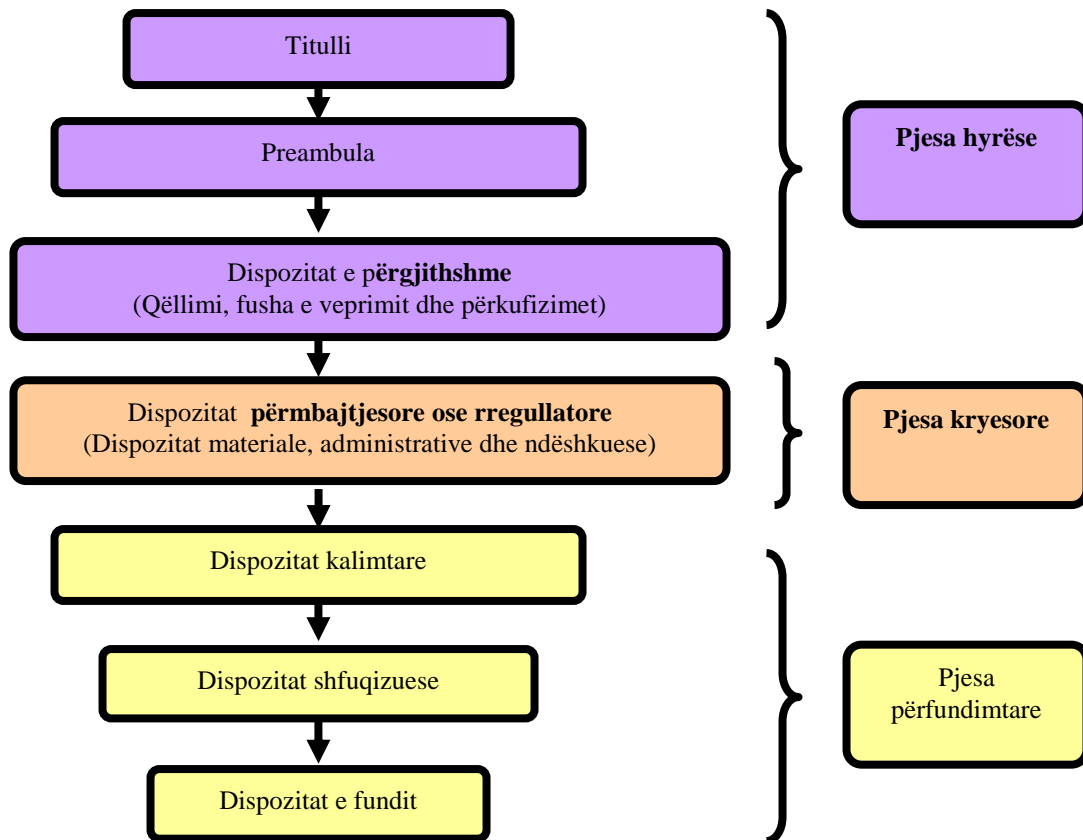 Titulli
Preambula
Pjesa hyrëse
Dispozitat e përgjithshme
(Qëllimi, fusha e veprimit dhe përkufizimet)
Dispozitat përmbajtjesore ose rregullatore
(Dispozitat materiale, administrative dhe ndëshkuese)
Pjesa kryesore
Dispozitat kalimtare
Dispozitat shfuqizuese
Pjesa
përfundimtare
Dispozitat e fundit